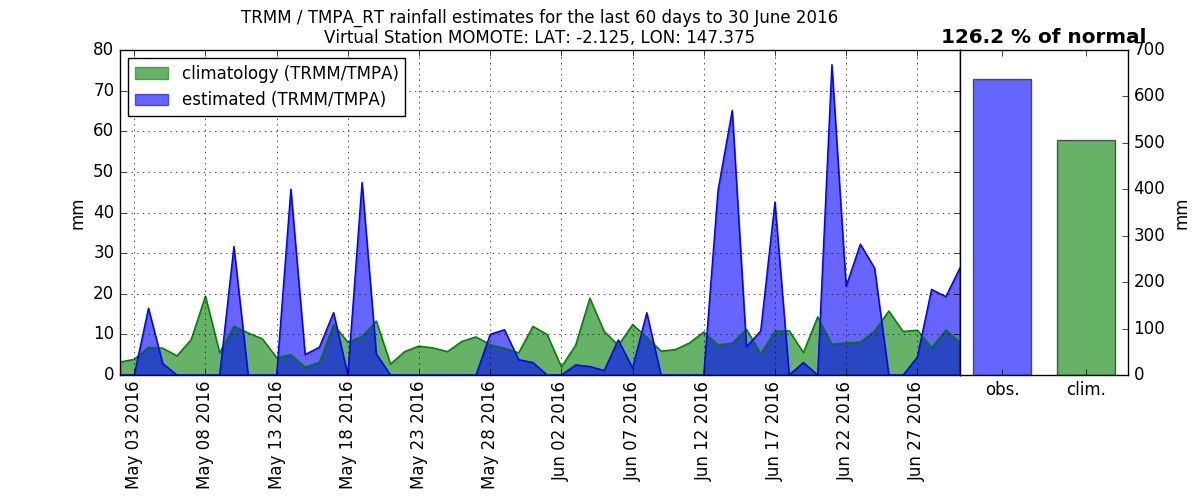 TRMM / TMPA_RT rainfall estimates for the last 60 days to 30 June 2016
Virtual Station MOMOTE: LAT: -2.125, LON: 147.375
126.2 % of normal
climatology (TRMM/TMPA)
estimated (TRMM/TMPA)
mm
80
70
60
50
40
30
20
10
0
May 03 2016
May 08 2016
May 13 2016
May 18 2016
May 23 2016
May 28 2016
Jun 02 2016
Jun 07 2016
Jun 12 2016
Jun 17 2016
Jun 22 2016
Jun 27 2016
obs.
clim.
700
600
500
400
300
200
100
0
mm